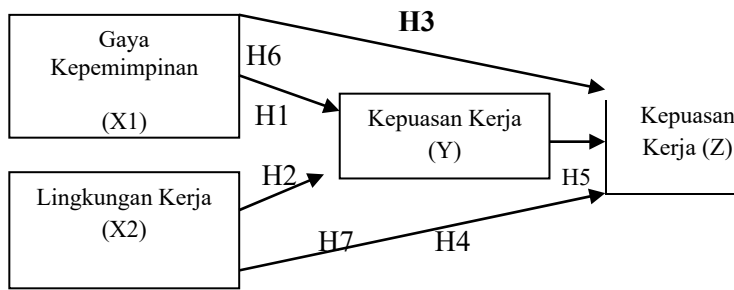 H3
Gaya
Kepemimpinan
(X1)
H6
H1
Kepuasan Kerja
(Y)
Kepuasan
Kerja (Z)
H2
H5
Lingkungan Kerja
(X2)
H7
H4